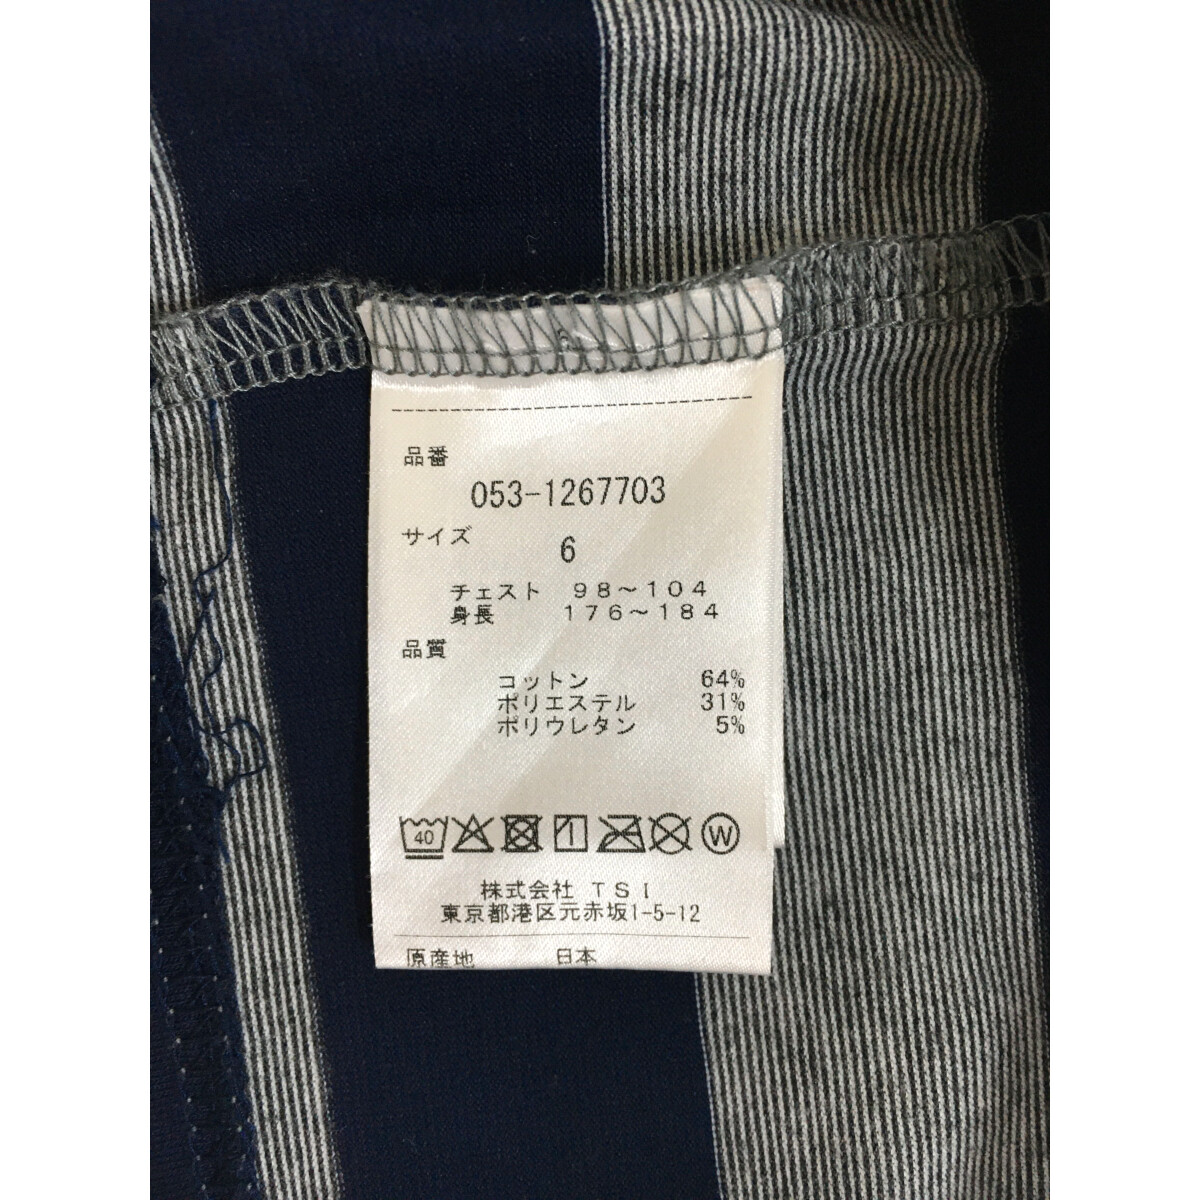 品番
053-1267703
サイズ 6
チェスト 98〜104
身長 176〜184
品質
コットン 64%
ポリエステル 31%
ポリウレタン 5%
40 1 W
株式会社 TSI
東京都港区元赤坂1-5-12
原産地 日本